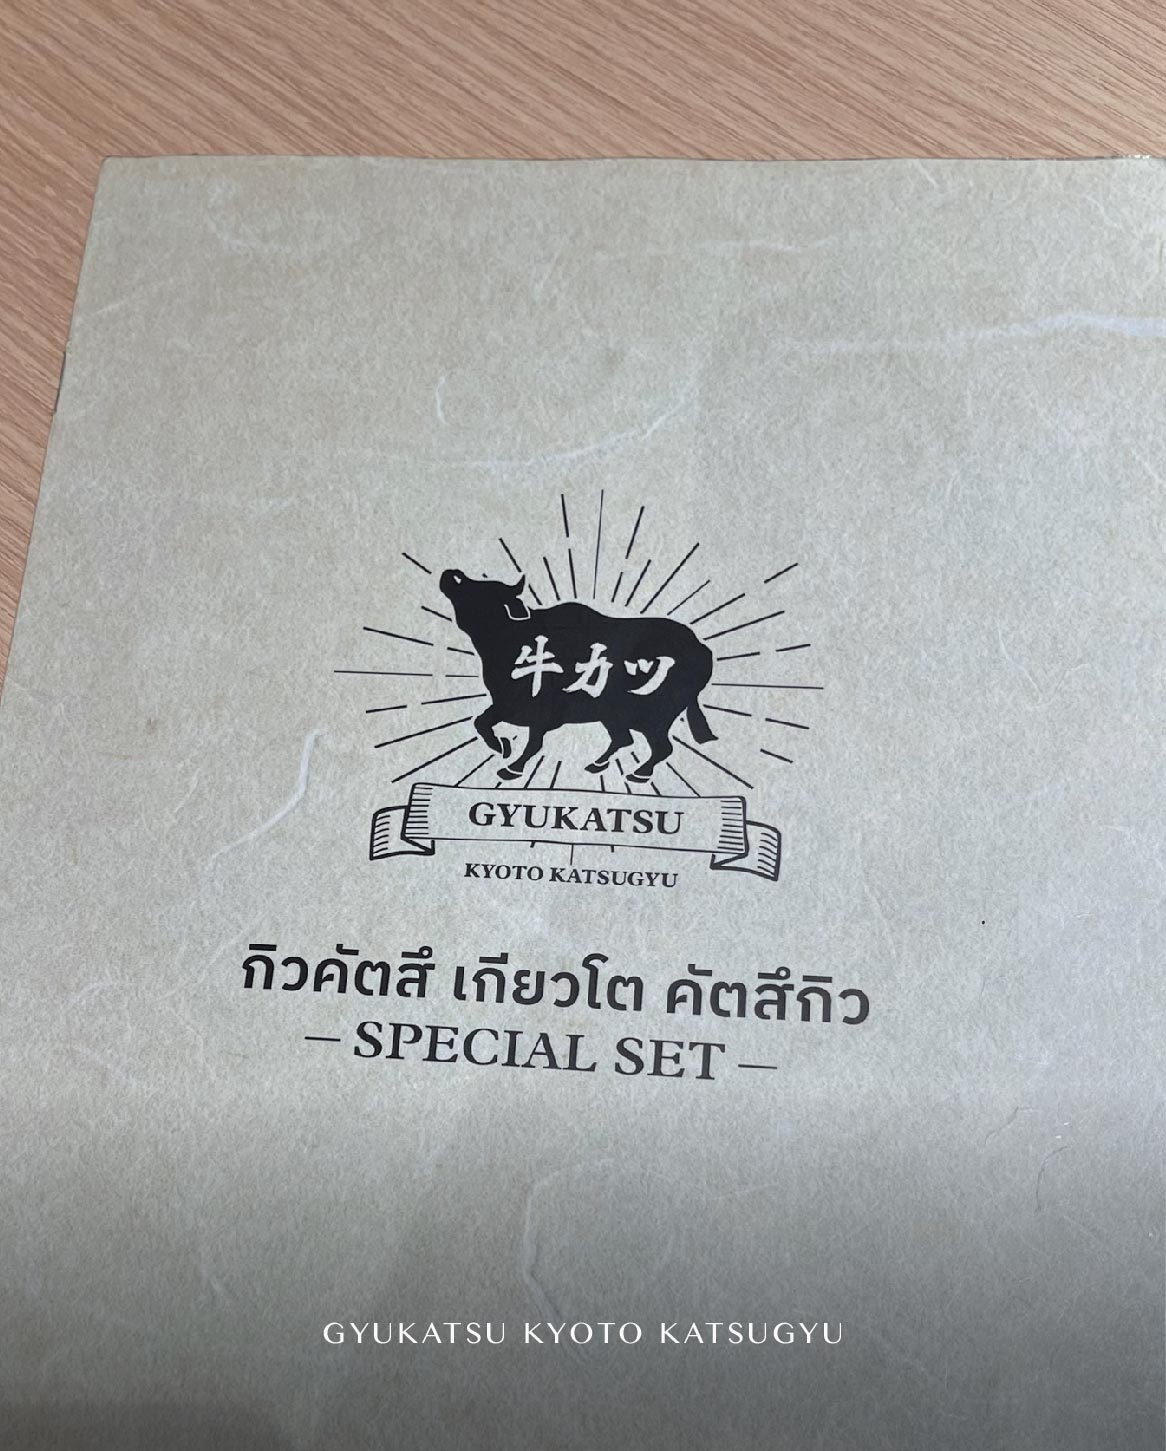 牛カツ
GYUKATSU
KYOTO KATSUGYU
กิวคัตสึ เกียวโต คัตสึกิว
— SPECIAL SET —
GYUKATSU KYOTO KATSUGYU